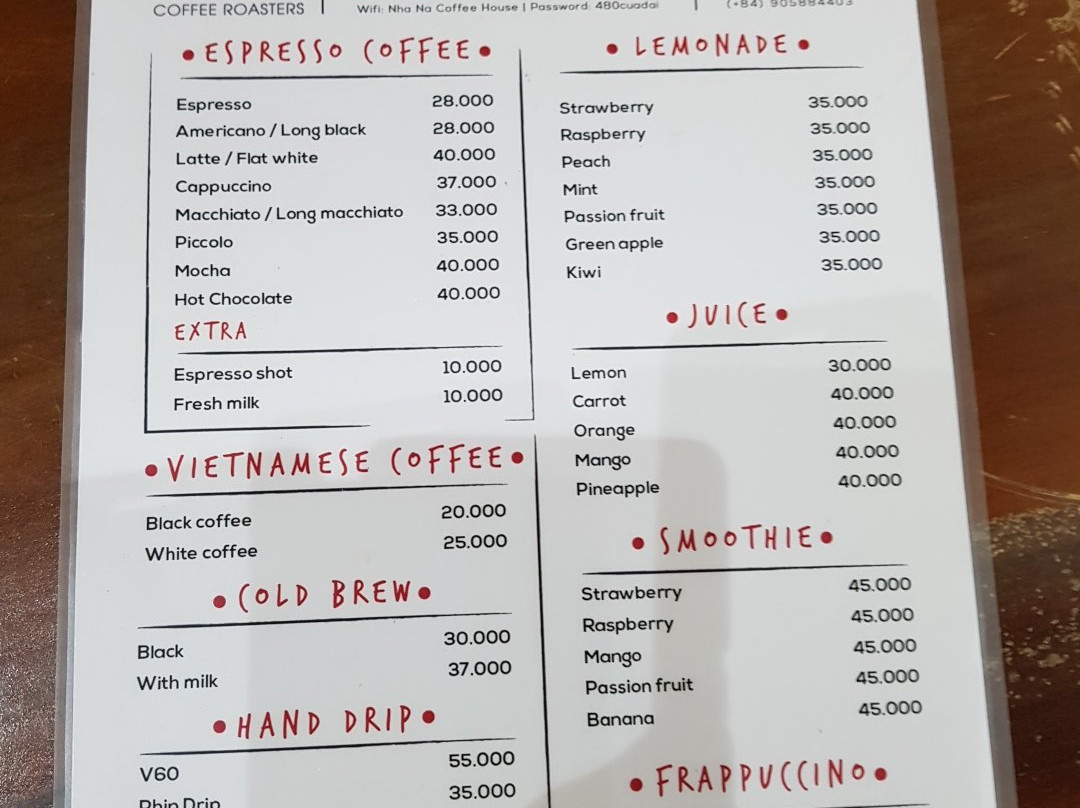 COFFEE ROASTERS | Wifi: Nha Na Coffee House | Password: 480cuadai | (+84) 905884403
• ESPRESSO COFFEE •
Espresso 28.000
Americano / Long black 28.000
Latte / Flat white 40.000
Cappuccino 37.000
Macchiato / Long macchiato 33.000
Piccolo 35.000
Mocha 40.000
Hot Chocolate 40.000
EXTRA
Espresso shot 10.000
Fresh milk 10.000
• VIETNAMESE COFFEE •
Black coffee 20.000
White coffee 25.000
• COLD BREW •
Black 30.000
With milk 37.000
• HAND DRIP •
V60 55.000
Phin Drip 35.000
• LEMONADE •
Strawberry 35.000
Raspberry 35.000
Peach 35.000
Mint 35.000
Passion fruit 35.000
Green apple 35.000
Kiwi 35.000
• JUICE •
Lemon 30.000
Carrot 40.000
Orange 40.000
Mango 40.000
Pineapple 40.000
• SMOOTHIE •
Strawberry 45.000
Raspberry 45.000
Mango 45.000
Passion fruit 45.000
Banana 45.000
• FRAPPUCCINO •